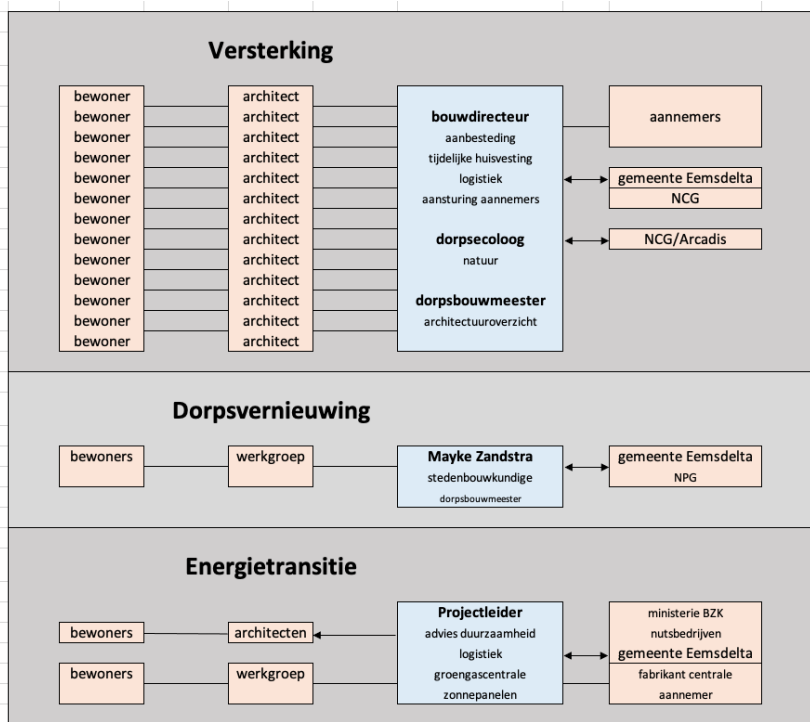 Versterking
bewoner architect
bewoner architect bouwdirecteur aannemers
bewoner architect aanbesteding
bewoner architect tijdelijke huisvesting
bewoner architect logistiek gemeente Eemsdelta
bewoner architect aansturing aannemers NCG
bewoner architect
bewoner architect dorpsecoloog NCG/Arcadis
bewoner architect natuur
bewoner architect
bewoner architect dorpsbouwmeester
bewoner architect architectuuroverzicht
bewoner architect
Dorpsvernieuwing
bewoners werkgroep Mayke Zandstra gemeente Eemsdelta
stedenbouwkundige NPG
dorpsbouwmeester
Energietransitie
Projectleider ministerie BZK
bewoners architecten advies duurzaamheid nutsbedrijven
logistiek gemeente Eemsdelta
bewoners werkgroep groengascentrale fabrikant centrale
zonnepanelen aannemer